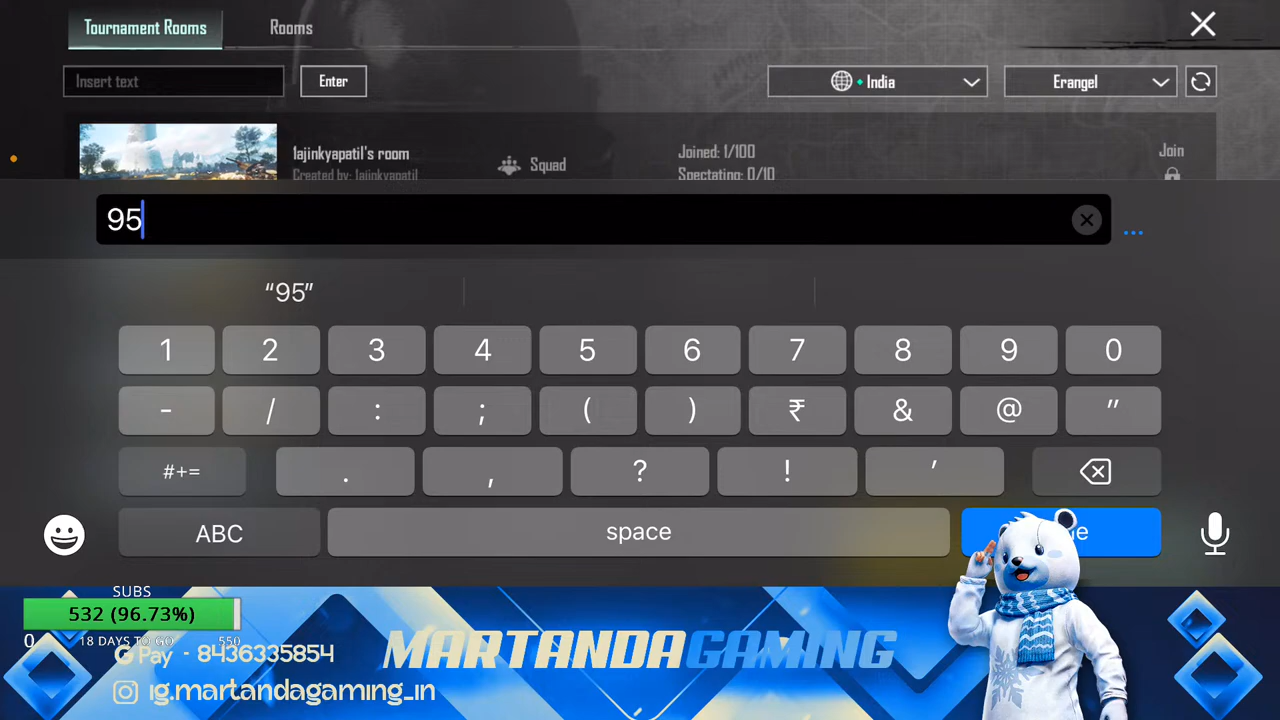 Tournament Rooms Rooms
Insert text Enter India Erangel
1ajinkyapatil's room Squad Joined: 1/100 Join
Created by: 1ajinkyapatil Spectating: 0/10
95
...
“95”
1 2 3 4 5 6 7 8 9 0
- / : ; ( ) ₹ & @ "
#+= . , ? ! '
ABC space
SUBS
532 (96.73%)
0 18 DAYS TO GO 550
G Pay - 8436335854
MARTANDAGAMING
ig.martandagaming_in